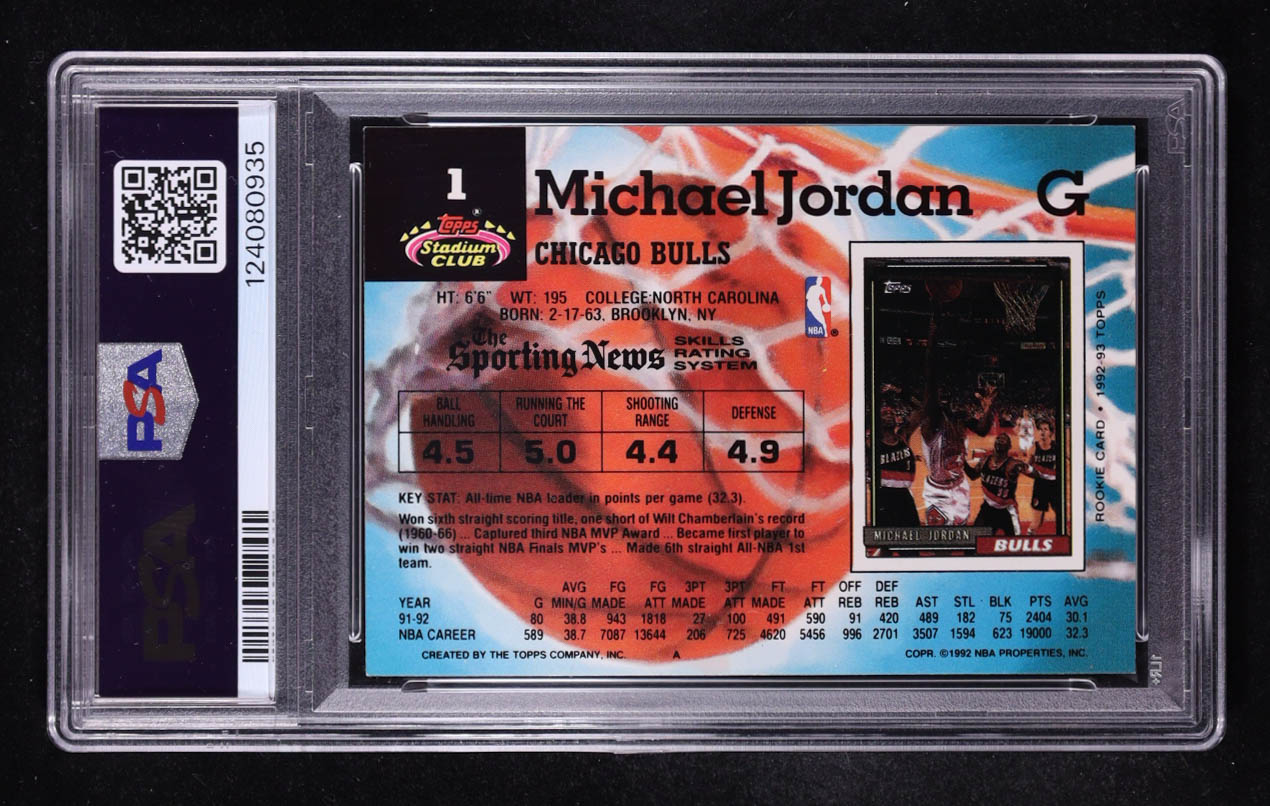 124080935
PSA
PSA
PSA
1
Topps®
Stadium
CLUB
Michael Jordan G
CHICAGO BULLS
HT: 6'6" WT: 195 COLLEGE:NORTH CAROLINA
BORN: 2-17-63, BROOKLYN, NY
NBA
The
Sporting News
SKILLS
RATING
SYSTEM
BALL HANDLING RUNNING THE COURT SHOOTING RANGE DEFENSE
4.5 5.0 4.4 4.9
KEY STAT: All-time NBA leader in points per game (32.3).
Won sixth straight scoring title, one short of Wilt Chamberlain's record
(1960-66) ... Captured third NBA MVP Award ... Became first player to
win two straight NBA Finals MVP's ... Made 6th straight All-NBA 1st
team.
Topps
BLAZERS
BLAZERS
MICHAEL JORDAN
BULLS
ROOKIE CARD • 1992-93 TOPPS
AVG FG FG 3PT 3PT FT FT OFF DEF
YEAR G MIN/G MADE ATT MADE ATT MADE ATT REB REB AST STL BLK PTS AVG
91-92 80 38.8 943 1818 27 100 491 590 91 420 489 182 75 2404 30.1
NBA CAREER 589 38.7 7087 13644 206 725 4620 5456 996 2701 3507 1594 623 19000 32.3
CREATED BY THE TOPPS COMPANY, INC. A COPR. ©1992 NBA PROPERTIES, INC.